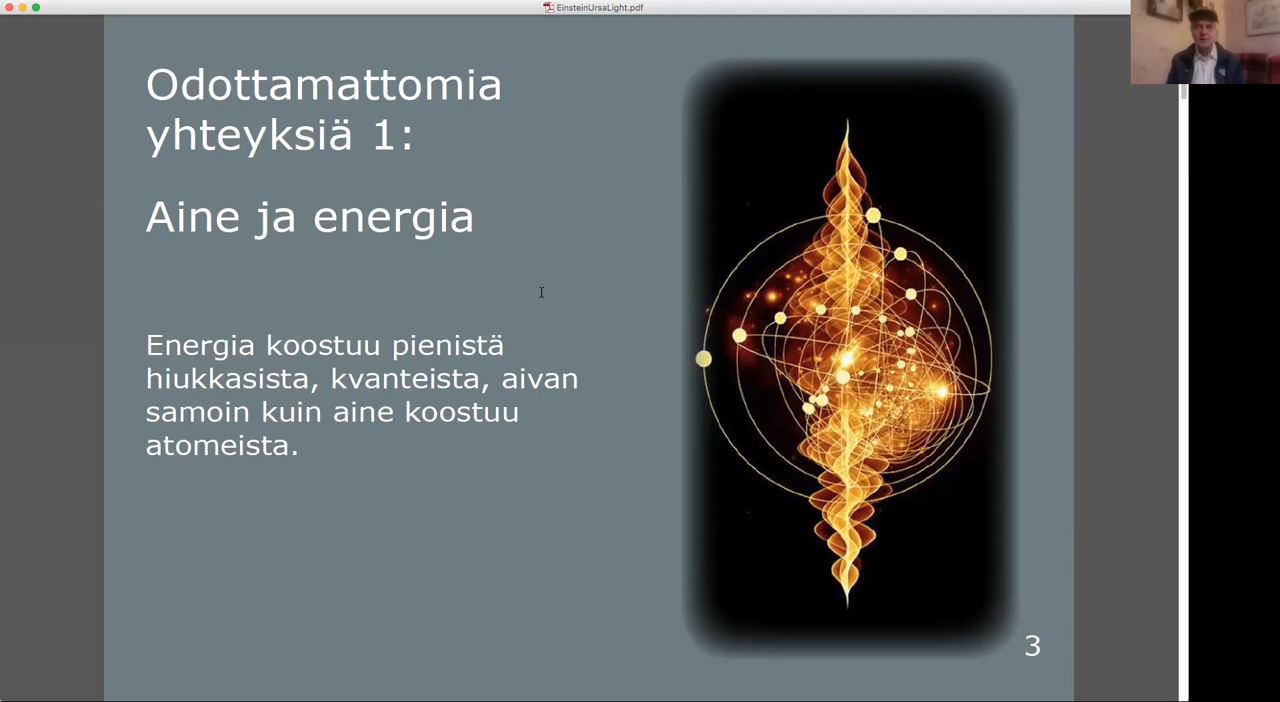 EinsteinUrsaLight.pdf
Odottamattomia
yhteyksiä 1:
Aine ja energia
Energia koostuu pienistä
hiukkasista, kvanteista, aivan
samoin kuin aine koostuu
atomeista.
3